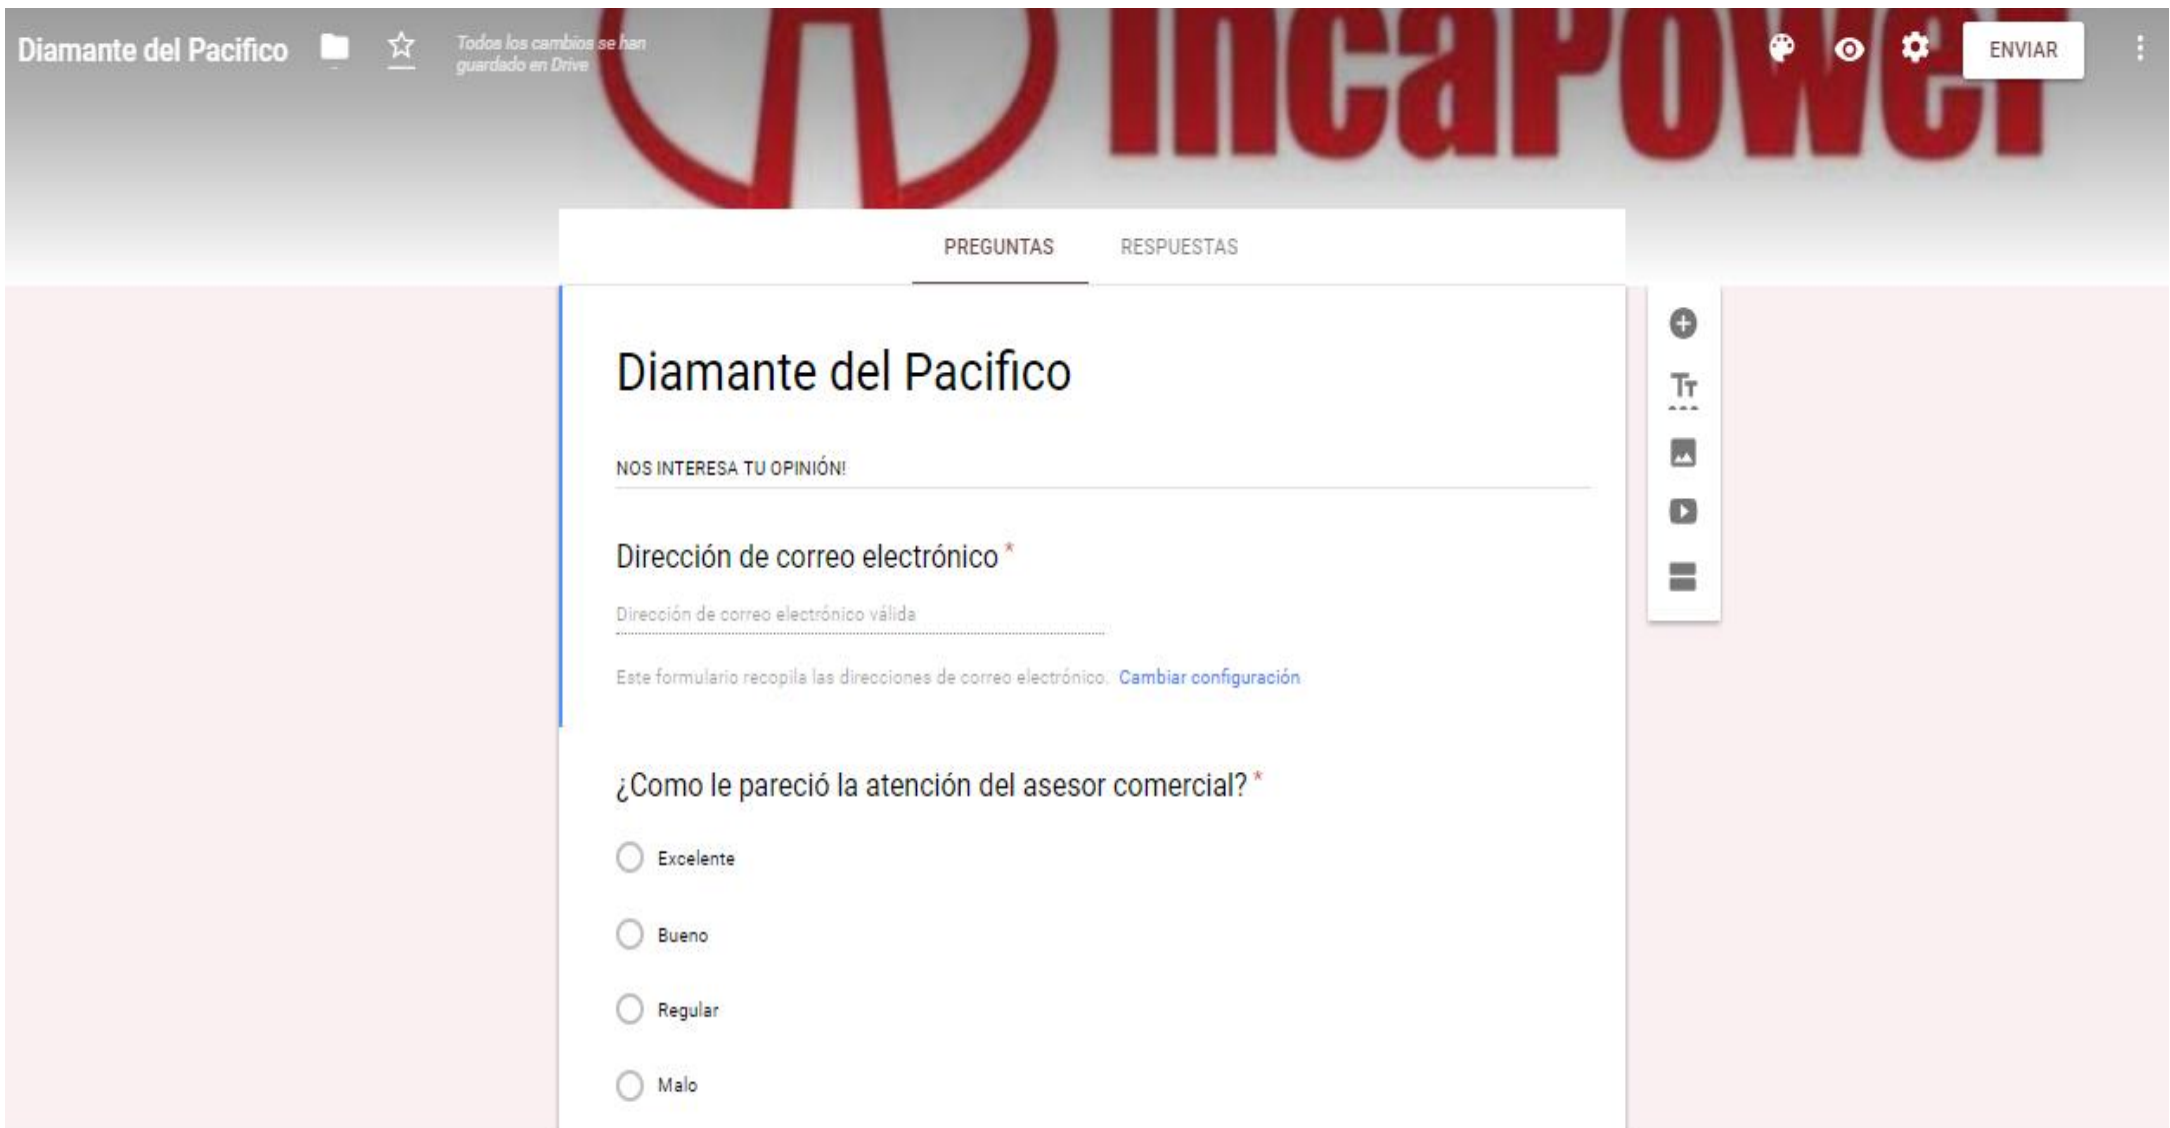 IncaPower
Diamante del Pacifico
Todos los cambios se han
guardado en Drive
ENVIAR
PREGUNTAS
RESPUESTAS
Diamante del Pacifico
NOS INTERESA TU OPINIÓN!
Dirección de correo electrónico *
Dirección de correo electrónico válida
Este formulario recopila las direcciones de correo electrónico. Cambiar configuración
¿Como le pareció la atención del asesor comercial? *
Excelente
Bueno
Regular
Malo